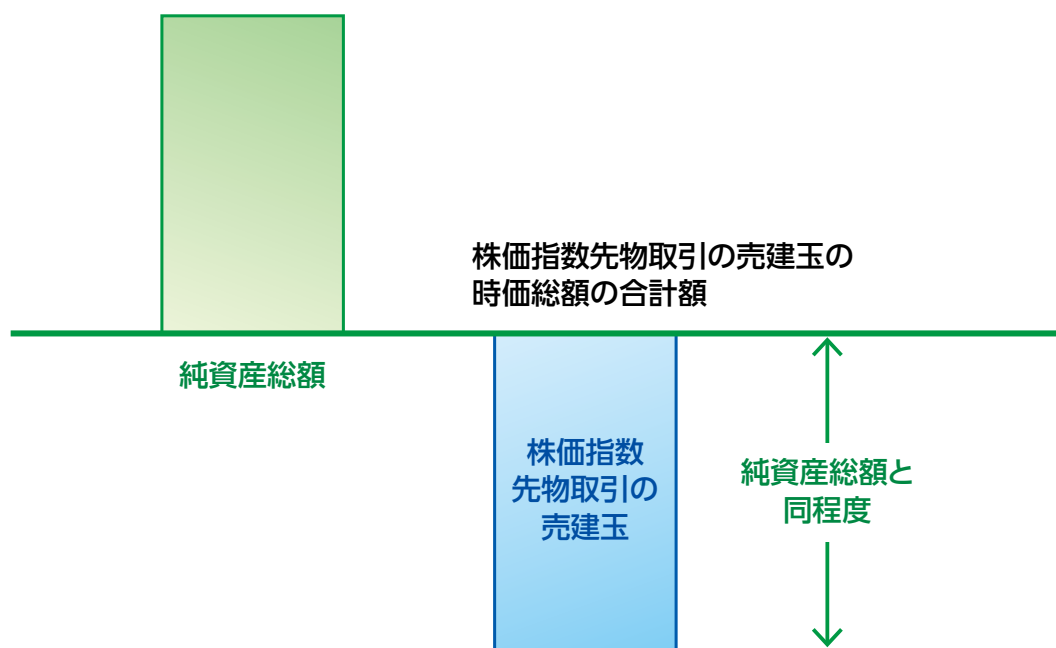 株価指数先物取引の売建玉の
時価総額の合計額
純資産総額
株価指数
先物取引の
売建玉
純資産総額と
同程度